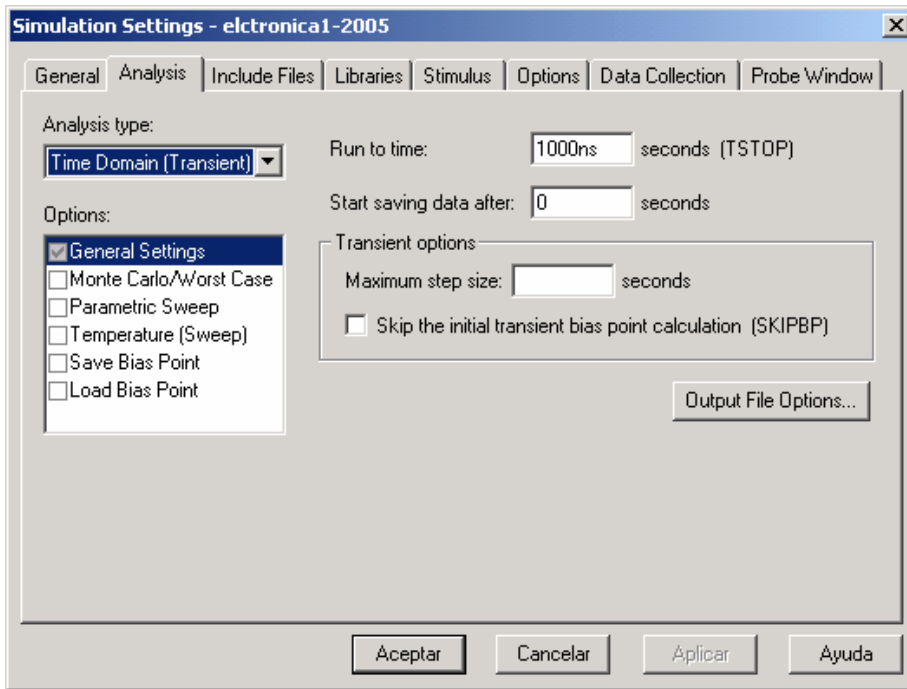 Simulation Settings - elctronica1-2005
General Analysis Include Files Libraries Stimulus Options Data Collection Probe Window
Analysis type:
Time Domain (Transient)
Options:
General Settings
Monte Carlo/Worst Case
Parametric Sweep
Temperature (Sweep)
Save Bias Point
Load Bias Point
Run to time: 1000ns seconds (TSTOP)
Start saving data after: 0 seconds
Transient options
Maximum step size: seconds
Skip the initial transient bias point calculation (SKIPBP)
Output File Options...
Aceptar Cancelar Aplicar Ayuda